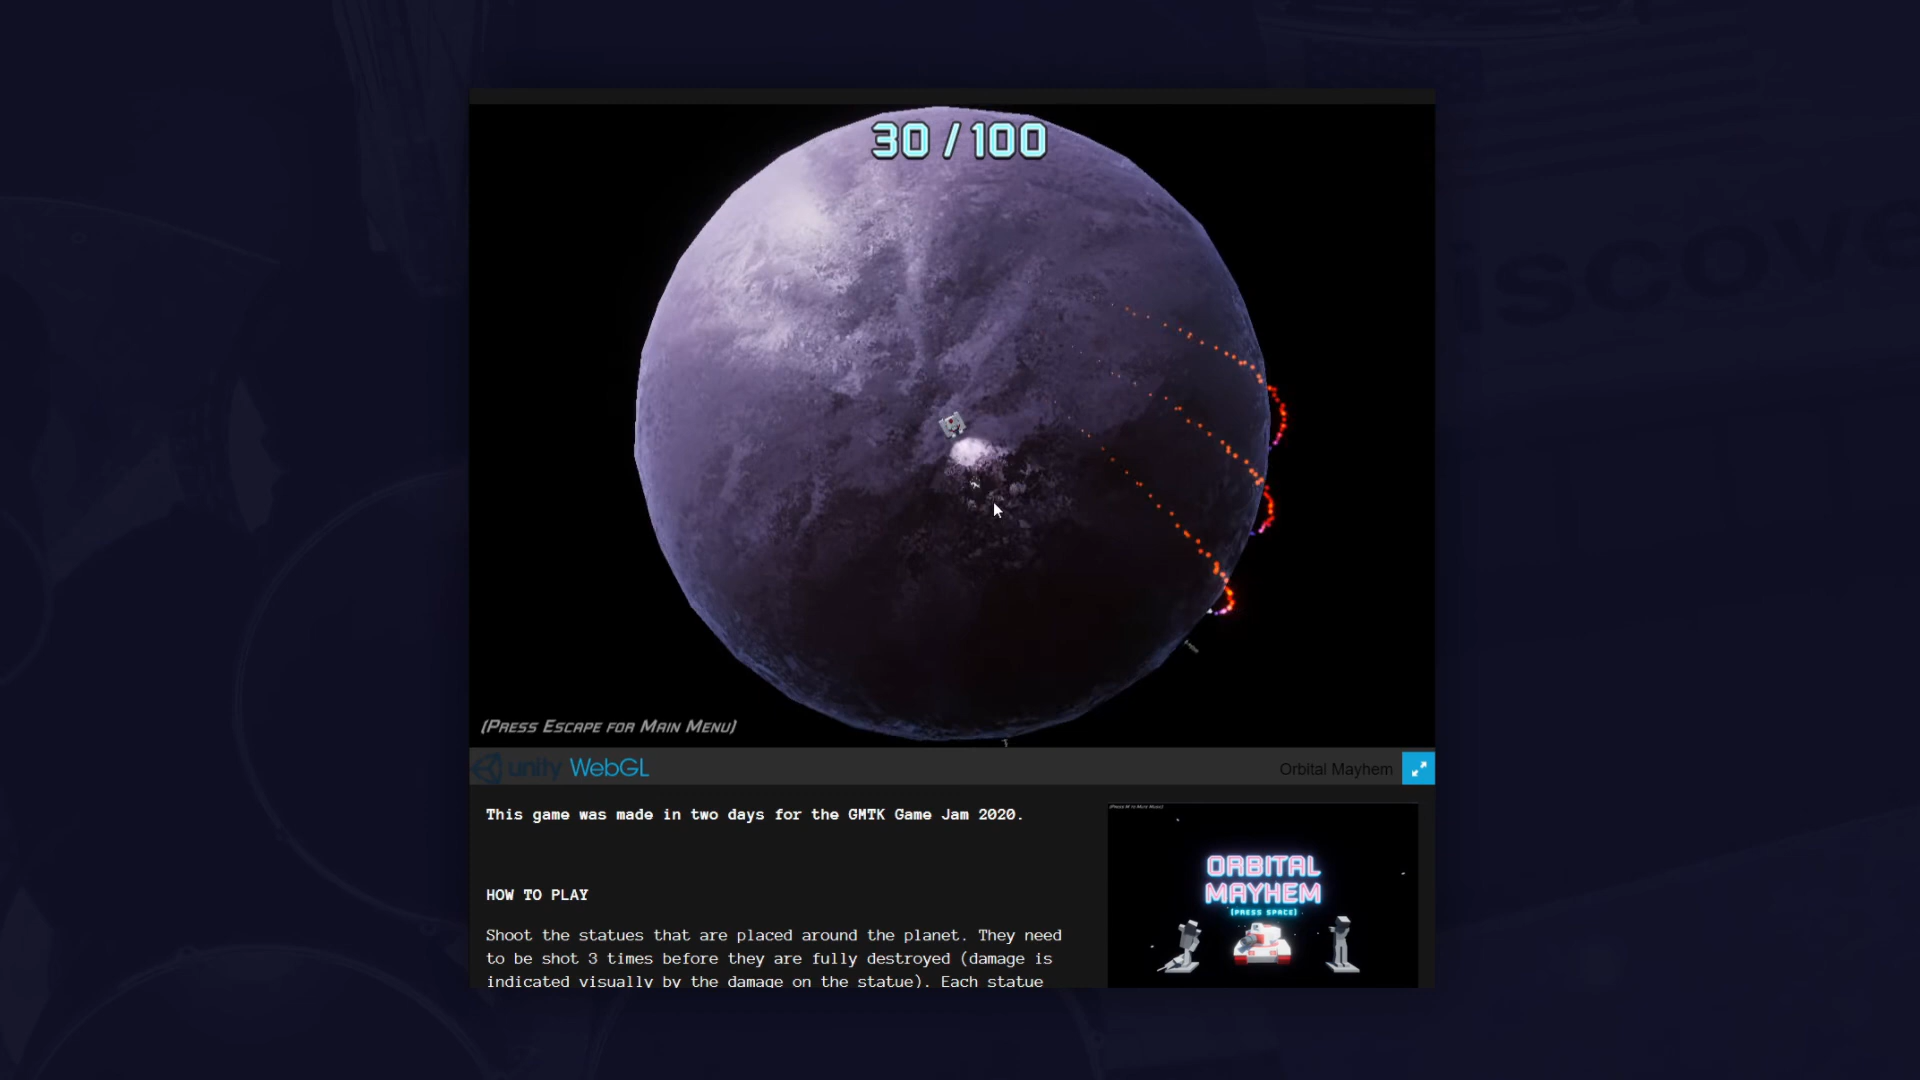 30 / 100
iscove
(PRESS ESCAPE FOR MAIN MENU)
unity WebGL
Orbital Mayhem
This game was made in two days for the GMTK Game Jam 2020.
HOW TO PLAY
Shoot the statues that are placed around the planet. They need
to be shot 3 times before they are fully destroyed (damage is
indicated visually by the damage on the statue). Each statue
ORBITAL
MAYHEM
(PRESS SPACE)